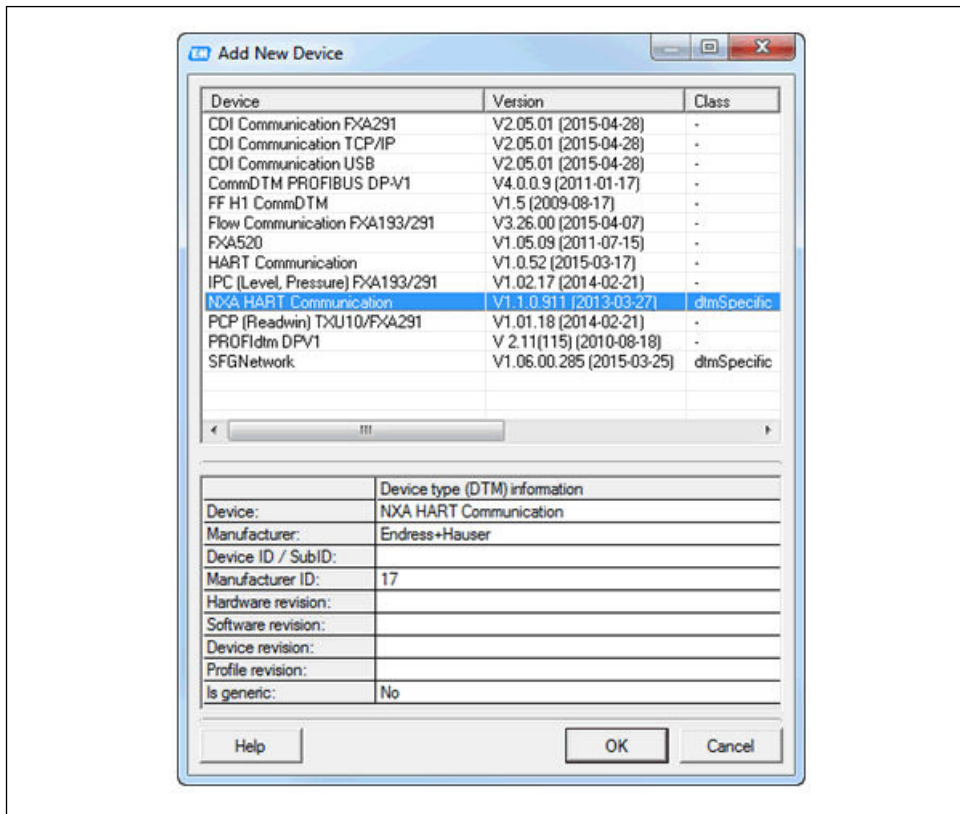 Add New Device
Device Version Class
CDI Communication FXA291 V2.05.01 (2015-04-28) -
CDI Communication TCP/IP V2.05.01 (2015-04-28) -
CDI Communication USB V2.05.01 (2015-04-28) -
CommDTM PROFIBUS DP-V1 V4.0.0.9 (2011-01-17) -
FF H1 CommDTM V1.5 (2009-08-17) -
Flow Communication FXA193/291 V3.26.00 (2015-04-07) -
FXA520 V1.05.09 (2011-07-15) -
HART Communication V1.0.52 (2015-03-17) -
IPC (Level, Pressure) FXA193/291 V1.02.17 (2014-02-21) -
NXA HART Communication V1.1.0.911 (2013-03-27) dtmSpecific
PCP (Readwin) TXU10/FXA291 V1.01.18 (2014-02-21) -
PROFIdtm DPV1 V 2.11(115) (2010-08-18) -
SFGNetwork V1.06.00.285 (2015-03-25) dtmSpecific
Device type (DTM) information
Device: NXA HART Communication
Manufacturer: Endress+Hauser
Device ID / SubID:
Manufacturer ID: 17
Hardware revision:
Software revision:
Device revision:
Profile revision:
Is generic: No
Help OK Cancel